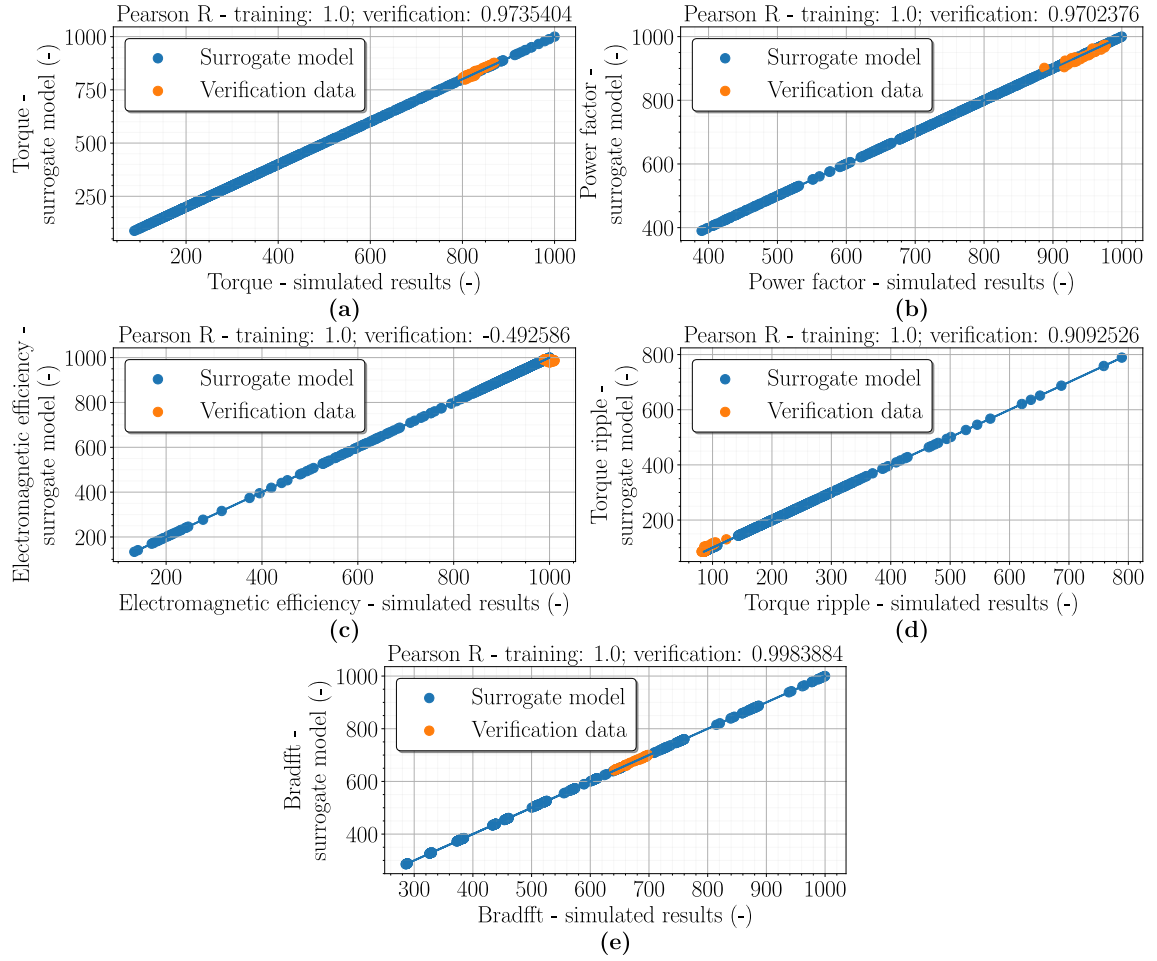 Pearson R - training: 1.0; verification: 0.9735404
Torque -
surrogate model (-)
1000
750
500
250
Surrogate model
Verification data
200 400 600 800 1000
Torque - simulated results (-)
(a)
Pearson R - training: 1.0; verification: 0.9702376
Power factor -
surrogate model (-)
1000
800
600
400
Surrogate model
Verification data
400 500 600 700 800 900 1000
Power factor - simulated results (-)
(b)
Pearson R - training: 1.0; verification: -0.492586
Electromagnetic efficiency -
surrogate model (-)
1000
800
600
400
200
Surrogate model
Verification data
200 400 600 800 1000
Electromagnetic efficiency - simulated results (-)
(c)
Pearson R - training: 1.0; verification: 0.9092526
Torque ripple -
surrogate model (-)
800
600
400
200
Surrogate model
Verification data
100 200 300 400 500 600 700 800
Torque ripple - simulated results (-)
(d)
Pearson R - training: 1.0; verification: 0.9983884
Bradfft -
surrogate model (-)
1000
800
600
400
Surrogate model
Verification data
300 400 500 600 700 800 900 1000
Bradfft - simulated results (-)
(e)